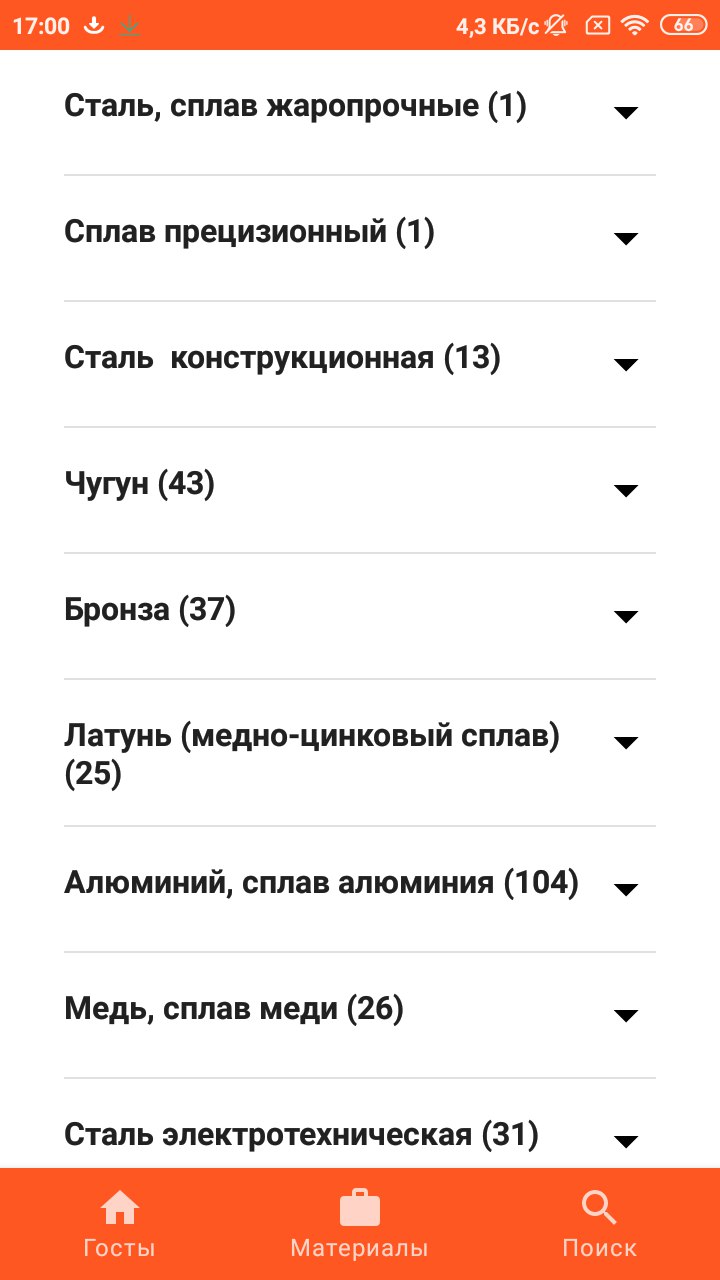 17:00 4,3 КБ/с 66
Сталь, сплав жаропрочные (1)
Сплав прецизионный (1)
Сталь  конструкционная (13)
Чугун (43)
Бронза (37)
Латунь (медно-цинковый сплав)
(25)
Алюминий, сплав алюминия (104)
Медь, сплав меди (26)
Сталь электротехническая (31)
Госты Материалы Поиск